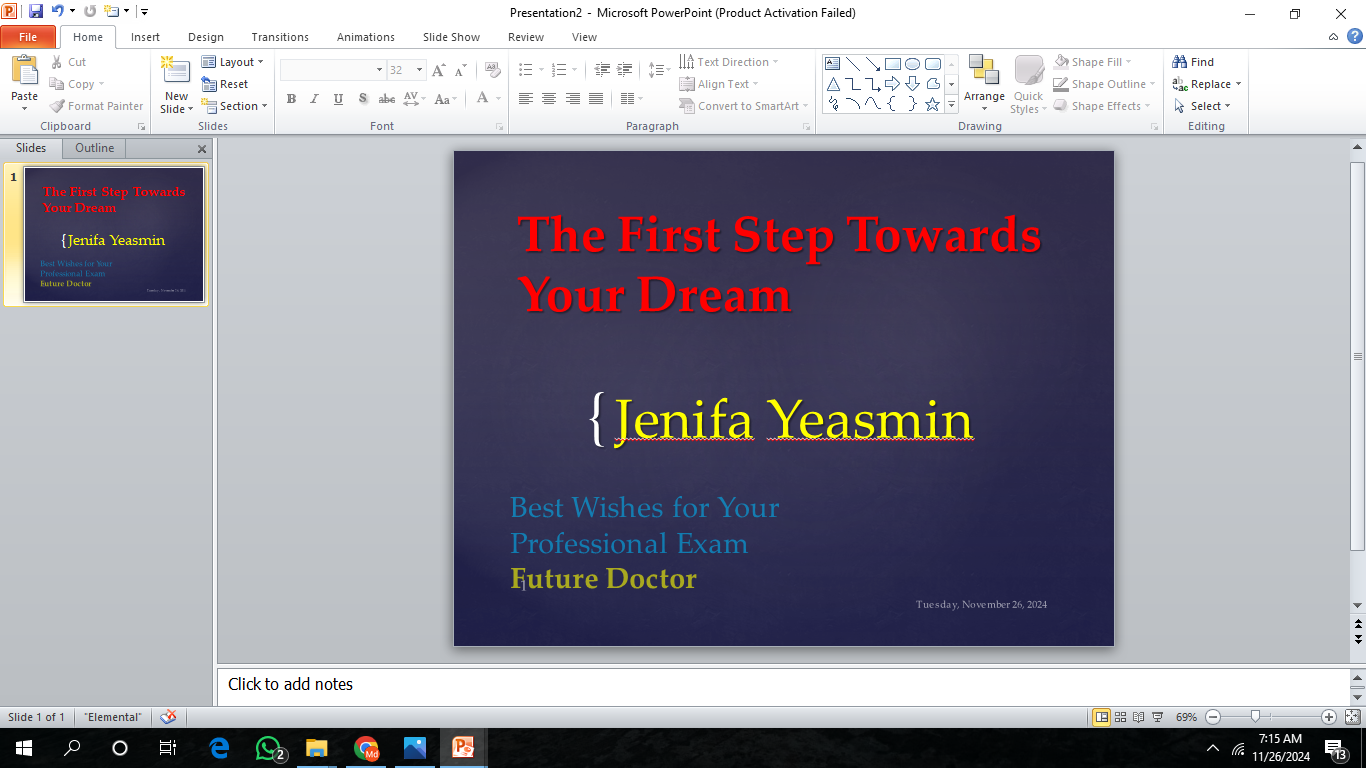 Presentation2 - Microsoft PowerPoint (Product Activation Failed)
File Home Insert Design Transitions Animations Slide Show Review View
Paste
Cut
Copy
Format Painter
Clipboard
New Slide
Layout
Reset
Section
Slides
32
B I U S abc AV Aa A
Font
Text Direction
Align Text
Convert to SmartArt
Paragraph
Arrange
Quick Styles
Shape Fill
Shape Outline
Shape Effects
Drawing
Find
Replace
Select
Editing
Slides Outline
1
The First Step Towards
Your Dream
{Jenifa Yeasmin
Best Wishes for Your
Professional Exam
Future Doctor
The First Step Towards
Your Dream
{Jenifa Yeasmin
Best Wishes for Your
Professional Exam
Future Doctor
Tuesday, November 26, 2024
Click to add notes
Slide 1 of 1 "Elemental" 69%
2
Md
7:15 AM
11/26/2024
13